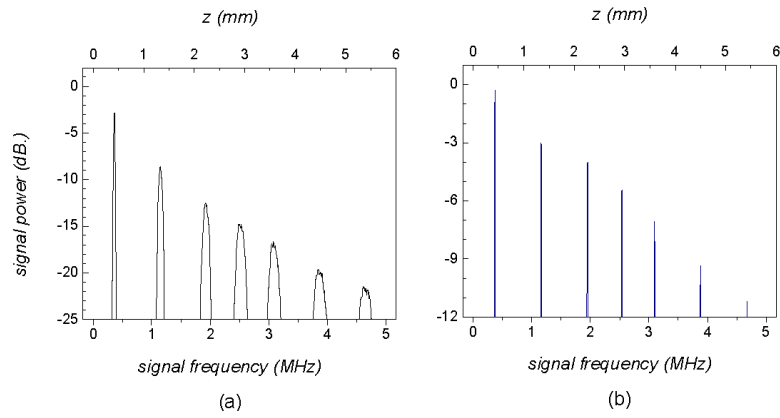 z (mm)
0 1 2 3 4 5 6
0
-5
-10
-15
-20
-25
signal power (dB.)
0 1 2 3 4 5
signal frequency (MHz)
(a)
z (mm)
0 1 2 3 4 5 6
0
-3
-6
-9
-12
0 1 2 3 4 5
signal frequency (MHz)
(b)